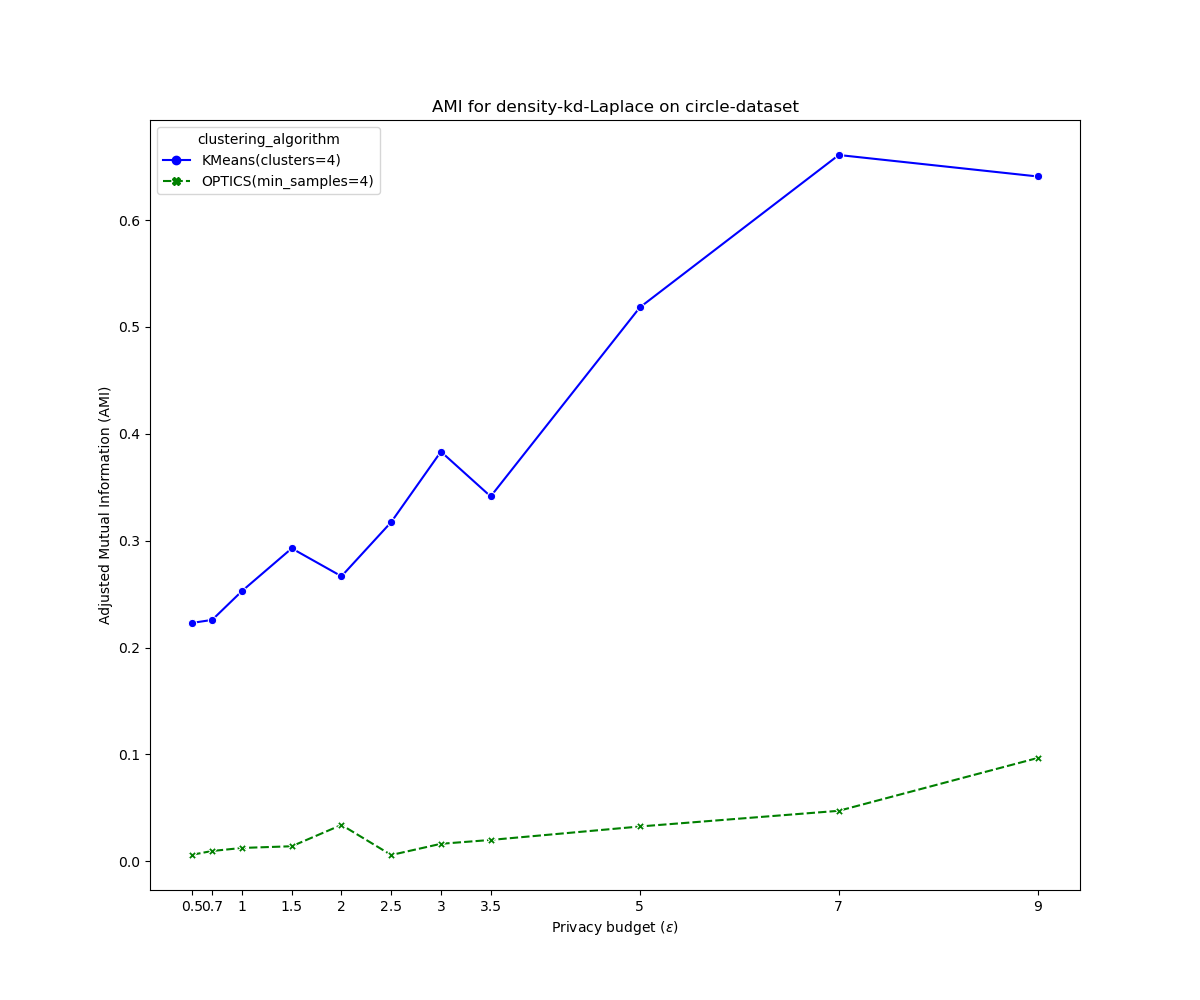 AMI for density-kd-Laplace on circle-dataset
clustering_algorithm
KMeans(clusters=4)
OPTICS(min_samples=4)
Adjusted Mutual Information (AMI)
0.6
0.5
0.4
0.3
0.2
0.1
0.0
0.5 0.7 1 1.5 2 2.5 3 3.5 5 7 9
Privacy budget (ε)